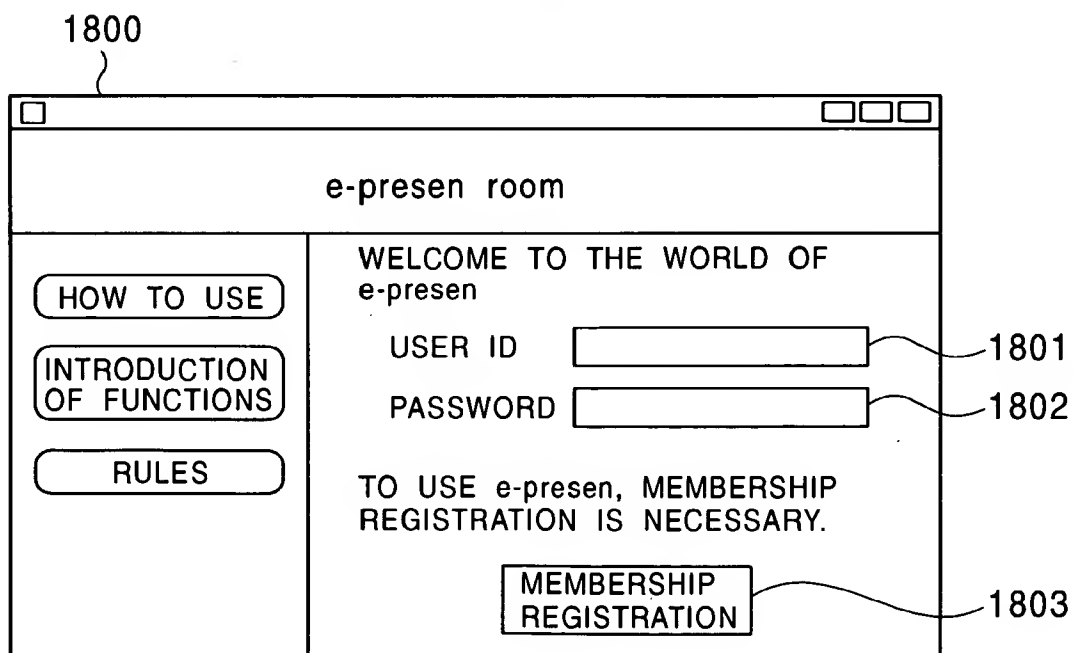 1800
e-presen room
HOW TO USE
INTRODUCTION
OF FUNCTIONS
RULES
WELCOME TO THE WORLD OF
e-presen
USER ID
1801
PASSWORD
1802
TO USE e-presen, MEMBERSHIP
REGISTRATION IS NECESSARY.
MEMBERSHIP
REGISTRATION
1803